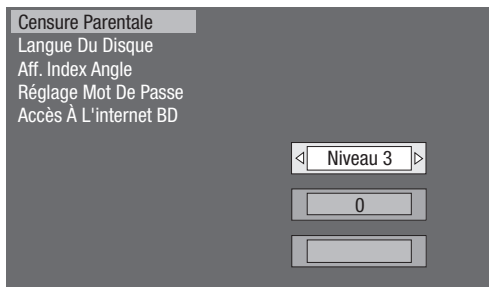 Censure Parentale
Langue Du Disque
Aff. Index Angle
Réglage Mot De Passe
Accès À L'internet BD
Niveau 3
0